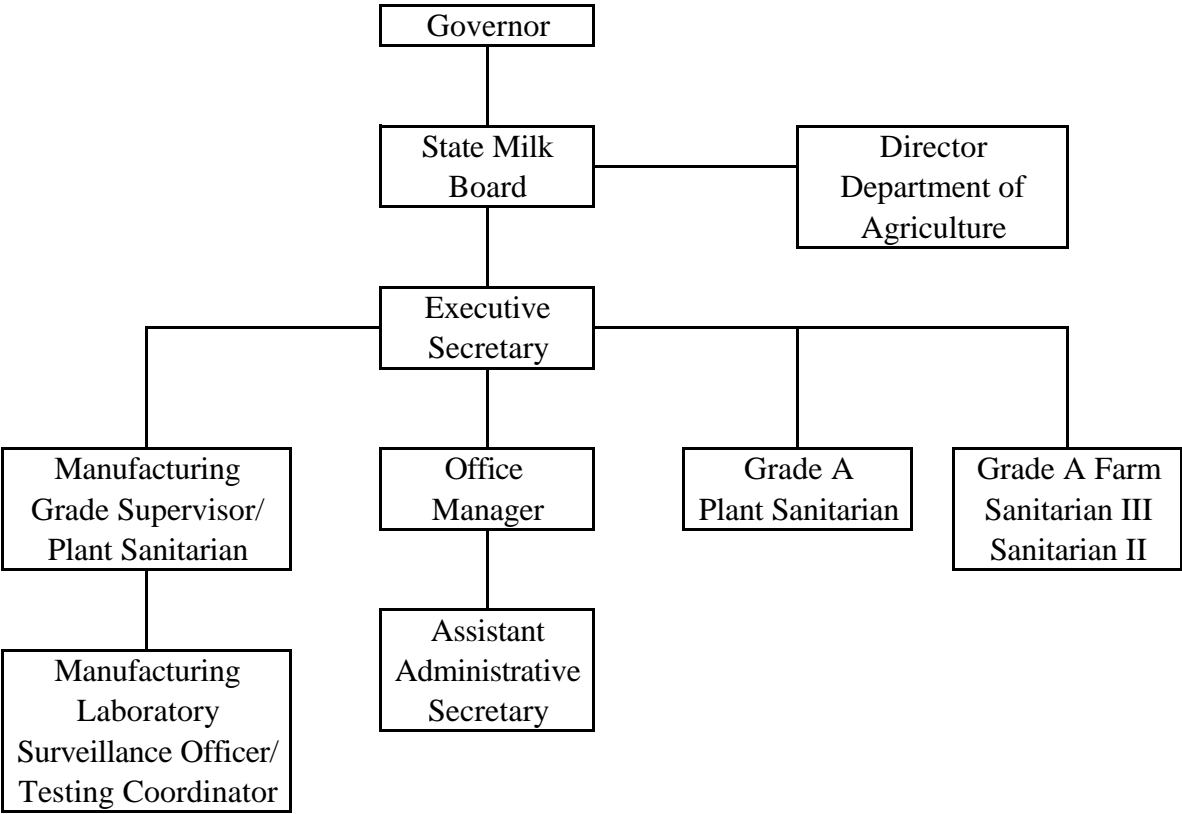 Governor
State Milk
Board
Director
Department of
Agriculture
Executive
Secretary
Manufacturing
Grade Supervisor/
Plant Sanitarian
Office
Manager
Grade A
Plant Sanitarian
Grade A Farm
Sanitarian III
Sanitarian II
Manufacturing
Laboratory
Surveillance Officer/
Testing Coordinator
Assistant
Administrative
Secretary